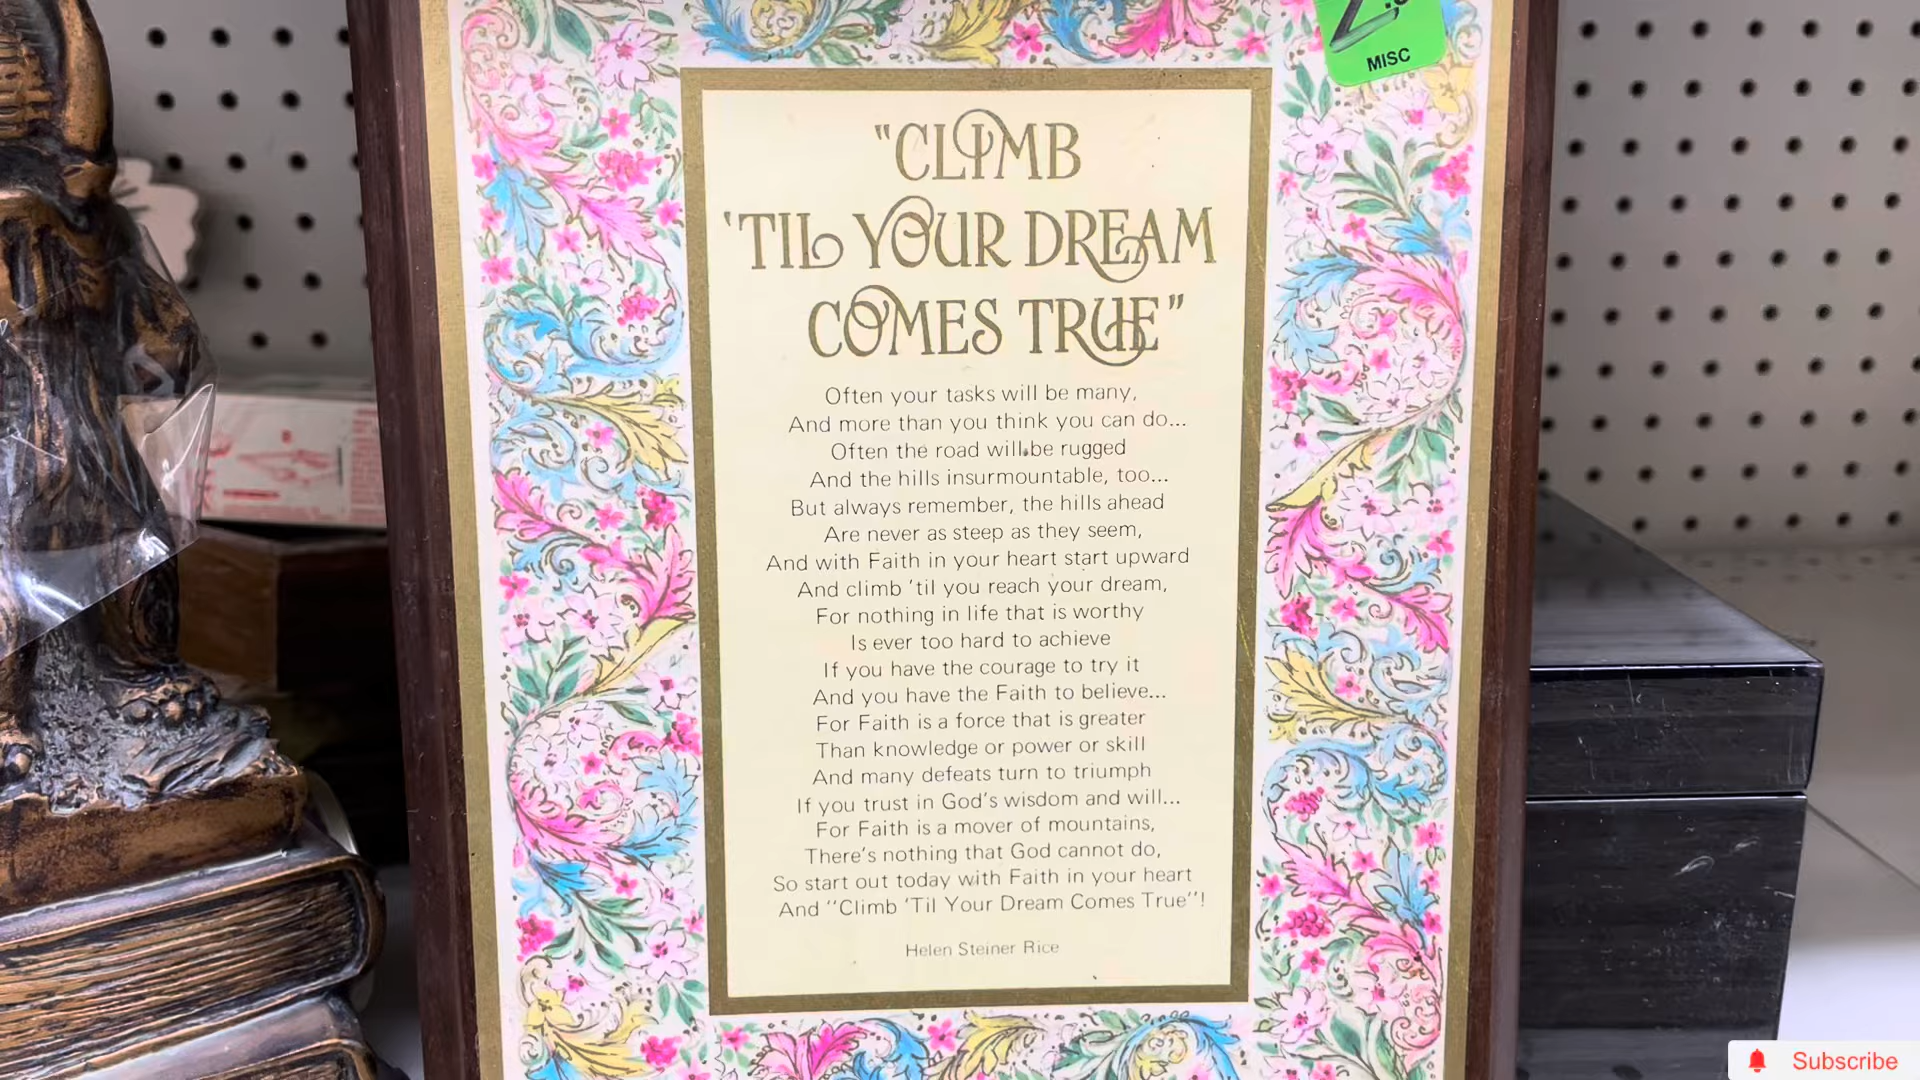 MISC
"CLIMB
'TIL YOUR DREAM
COMES TRUE"
Often your tasks will be many,
And more than you think you can do...
Often the road will be rugged
And the hills insurmountable, too...
But always remember, the hills ahead
Are never as steep as they seem,
And with Faith in your heart start upward
And climb 'til you reach your dream,
For nothing in life that is worthy
Is ever too hard to achieve
If you have the courage to try it
And you have the Faith to believe...
For Faith is a force that is greater
Than knowledge or power or skill
And many defeats turn to triumph
If you trust in God's wisdom and will...
For Faith is a mover of mountains,
There's nothing that God cannot do,
So start out today with Faith in your heart
And "Climb 'Til Your Dream Comes True"!
Helen Steiner Rice
Subscribe